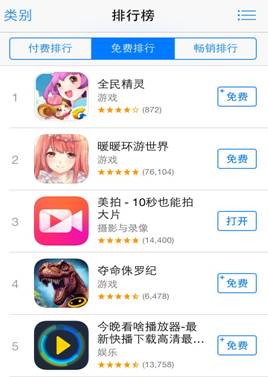 类别
排行榜
付费排行
免费排行
畅销排行
1
全民精灵
游戏
(872)
免费
2
暖暖环游世界
游戏
(76,104)
免费
3
美拍 - 10秒也能拍
大片
摄影与录像
(14,400)
打开
4
夺命侏罗纪
游戏
(6,478)
免费
5
今晚看啥播放器-最
新快播下载高清最...
娱乐
(13,758)
免费